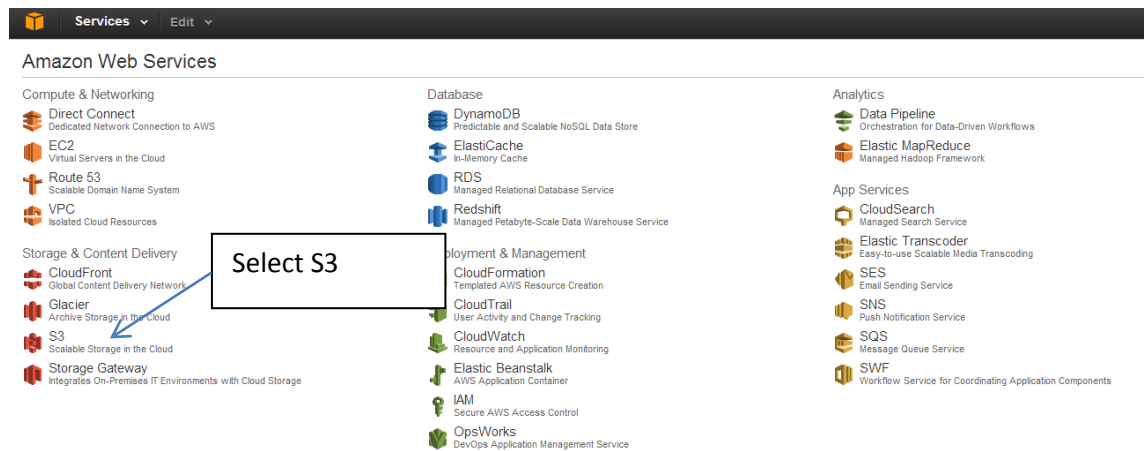 Services Edit
Amazon Web Services
Compute & Networking
Direct Connect
Dedicated Network Connection to AWS
EC2
Virtual Servers in the Cloud
Route 53
Scalable Domain Name System
VPC
Isolated Cloud Resources
Storage & Content Delivery
CloudFront
Global Content Delivery Network
Glacier
Archive Storage in the Cloud
S3
Scalable Storage in the Cloud
Storage Gateway
Integrates On-Premises IT Environments with Cloud Storage
Select S3
Database
DynamoDB
Predictable and Scalable NoSQL Data Store
ElastiCache
In-Memory Cache
RDS
Managed Relational Database Service
Redshift
Managed Petabyte-Scale Data Warehouse Service
ployment & Management
CloudFormation
Templated AWS Resource Creation
CloudTrail
User Activity and Change Tracking
CloudWatch
Resource and Application Monitoring
Elastic Beanstalk
AWS Application Container
IAM
Secure AWS Access Control
OpsWorks
DevOps Application Management Service
Analytics
Data Pipeline
Orchestration for Data-Driven Workflows
Elastic MapReduce
Managed Hadoop Framework
App Services
CloudSearch
Managed Search Service
Elastic Transcoder
Easy-to-use Scalable Media Transcoding
SES
Email Sending Service
SNS
Push Notification Service
SQS
Message Queue Service
SWF
Workflow Service for Coordinating Application Components